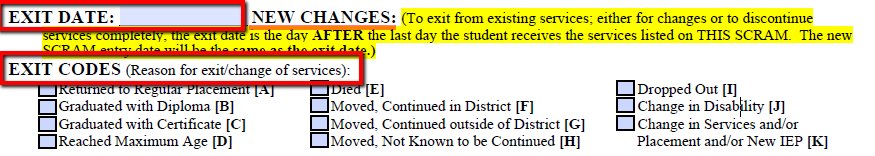 EXIT DATE: NEW CHANGES: (To exit from existing services; either for changes or to discontinue
services completely, the exit date is the day AFTER the last day the student receives the services listed on THIS SCRAM. The new
SCRAM entry date will be the same as the exit date.)
EXIT CODES (Reason for exit/change of services):
Returned to Regular Placement [A] Died [E] Dropped Out [I]
Graduated with Diploma [B] Moved, Continued in District [F] Change in Disability [J]
Graduated with Certificate [C] Moved, Continued outside of District [G] Change in Services and/or
Reached Maximum Age [D] Moved, Not Known to be Continued [H] Placement and/or New IEP [K]